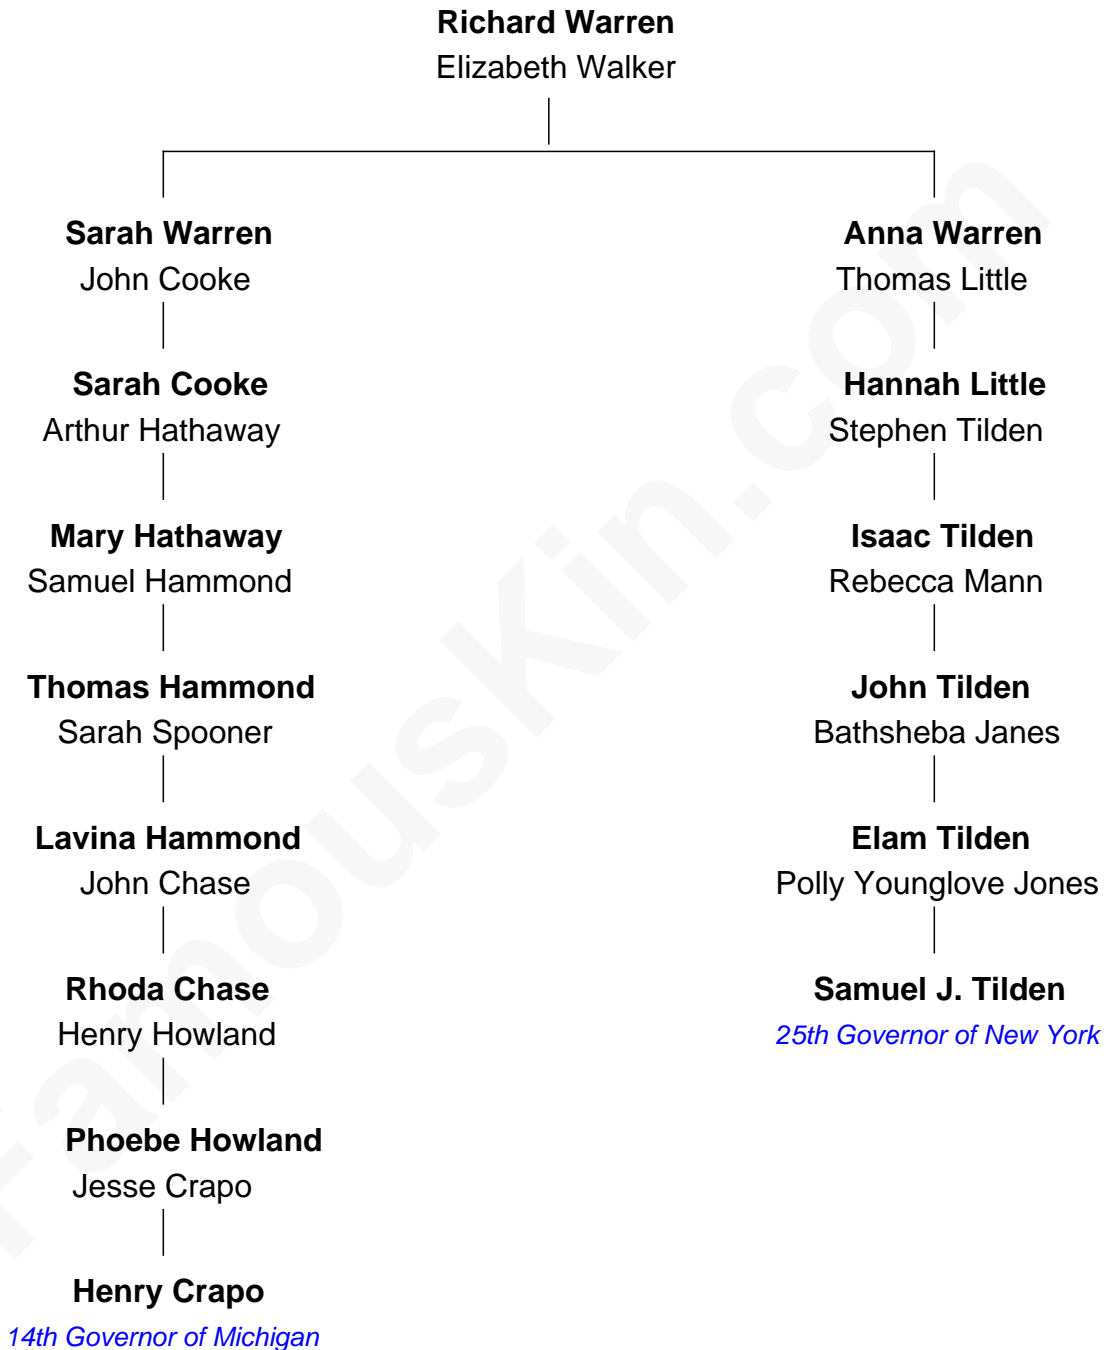 Richard Warren
Elizabeth Walker
Sarah Warren
John Cooke
Anna Warren
Thomas Little
Sarah Cooke
Arthur Hathaway
Hannah Little
Stephen Tilden
Mary Hathaway
Samuel Hammond
Isaac Tilden
Rebecca Mann
Thomas Hammond
Sarah Spooner
John Tilden
Bathsheba Janes
Lavina Hammond
John Chase
Elam Tilden
Polly Younglove Jones
Rhoda Chase
Henry Howland
Samuel J. Tilden
25th Governor of New York
Phoebe Howland
Jesse Crapo
Henry Crapo
14th Governor of Michigan
FamousKin.com